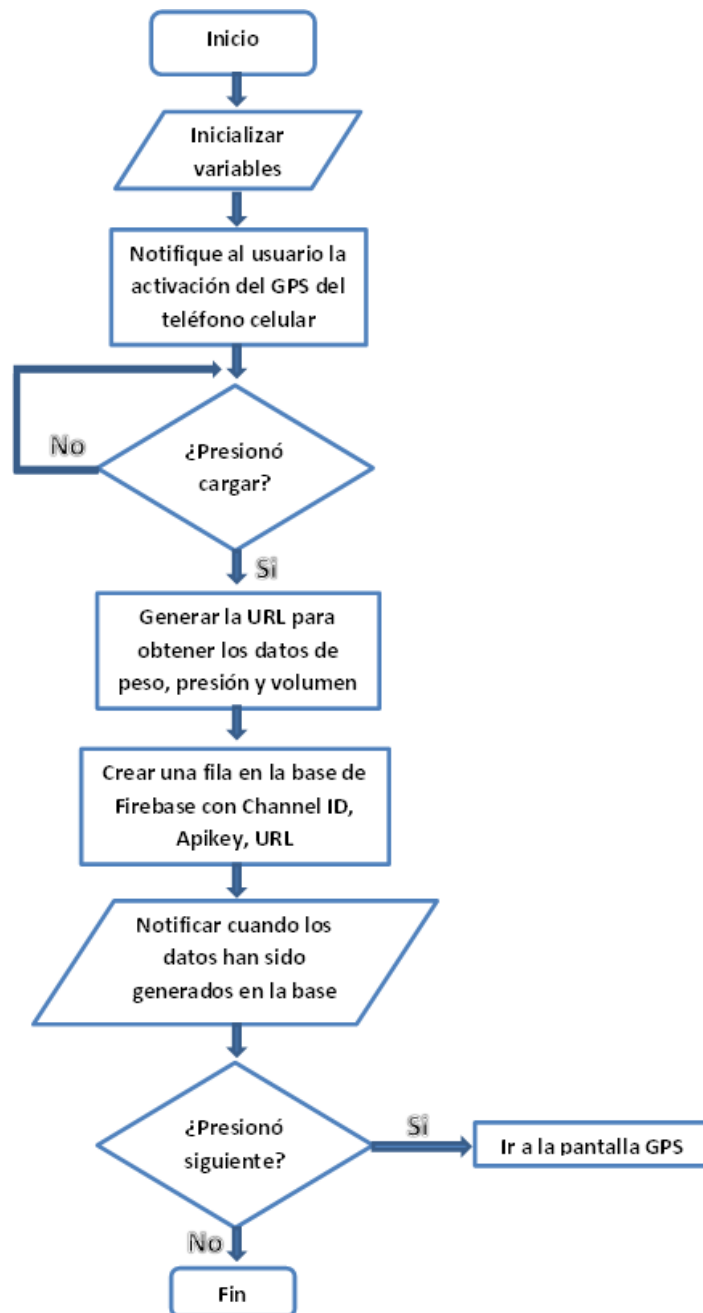 Inicio
Inicializar
variables
Notifique al usuario la
activación del GPS del
teléfono celular
No
¿Presionó
cargar?
Si
Generar la URL para
obtener los datos de
peso, presión y volumen
Crear una fila en la base de
Firebase con Channel ID,
Apikey, URL
Notificar cuando los
datos han sido
generados en la base
¿Presionó
siguiente?
Si
Ir a la pantalla GPS
No
Fin